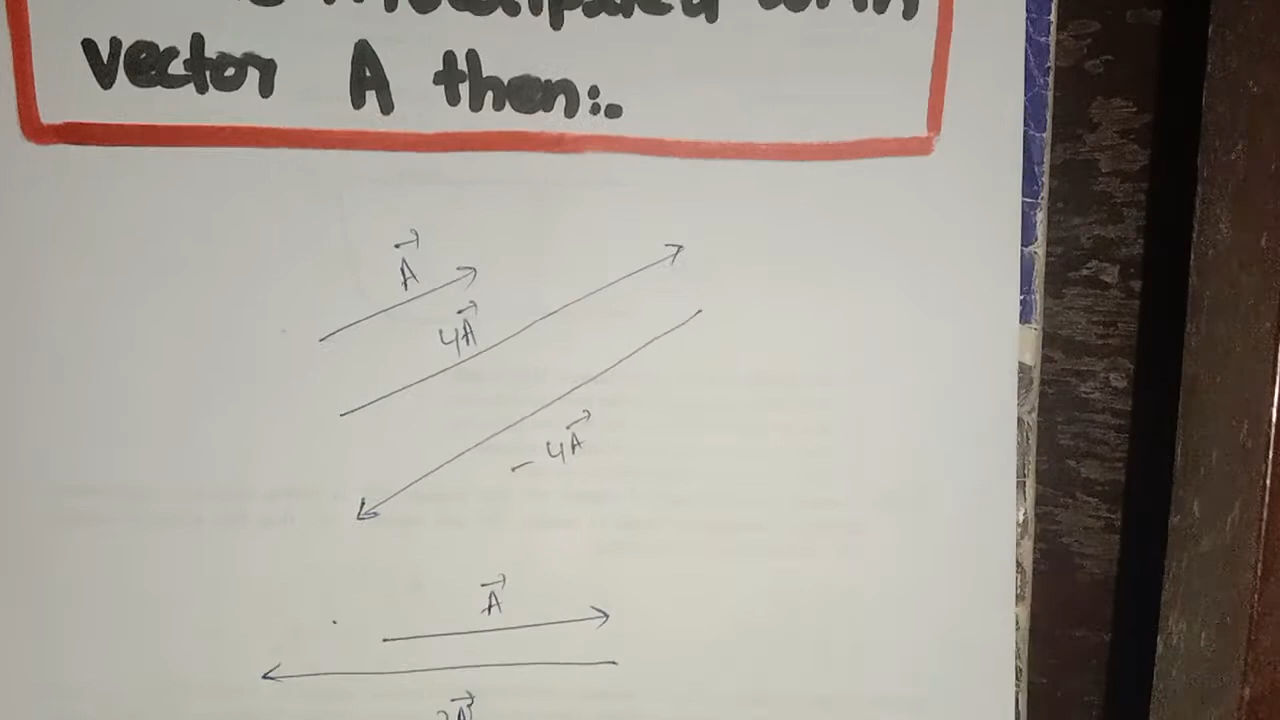 vector A then:.
A⃗
4A⃗
- 4A⃗
A⃗